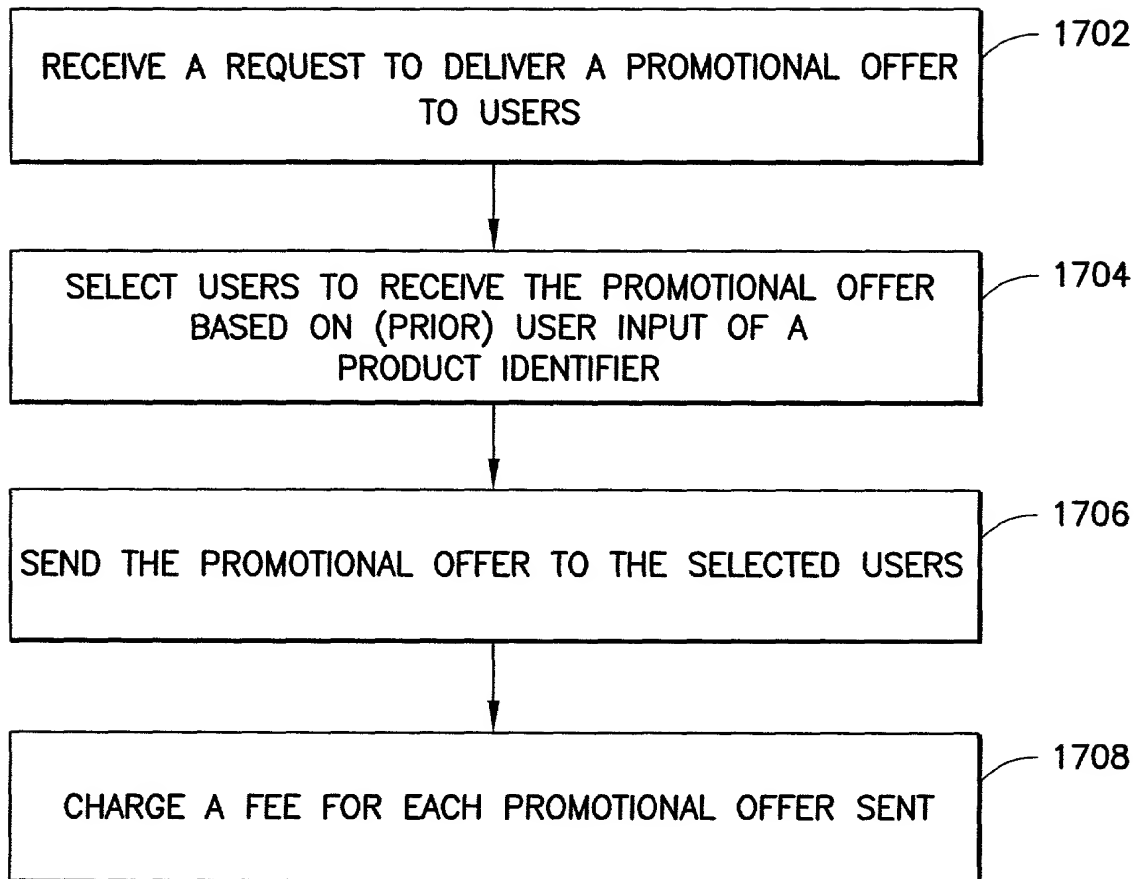 1702
RECEIVE A REQUEST TO DELIVER A PROMOTIONAL OFFER
TO USERS
1704
SELECT USERS TO RECEIVE THE PROMOTIONAL OFFER
BASED ON (PRIOR) USER INPUT OF A
PRODUCT IDENTIFIER
1706
SEND THE PROMOTIONAL OFFER TO THE SELECTED USERS
1708
CHARGE A FEE FOR EACH PROMOTIONAL OFFER SENT